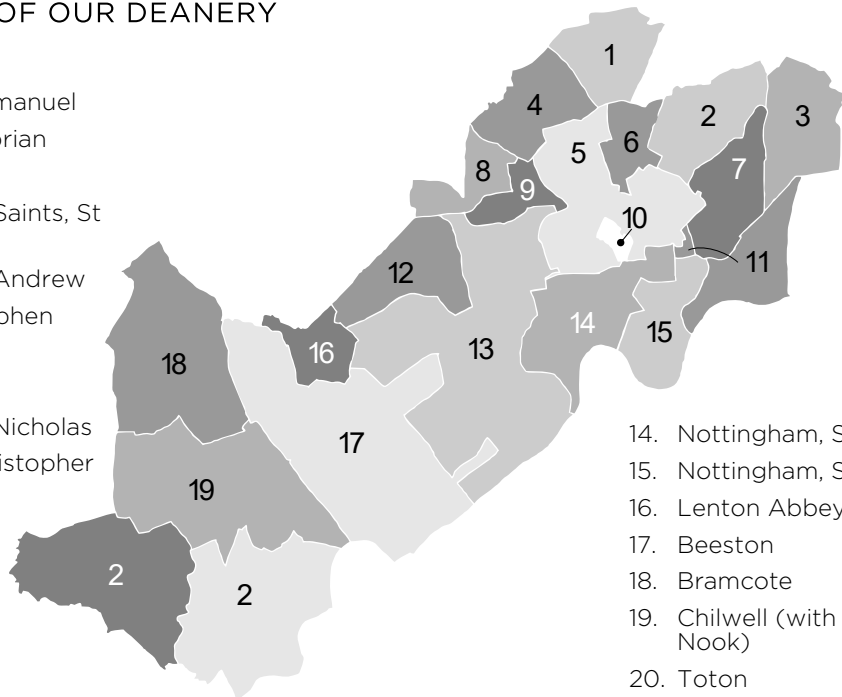 OF OUR DEANERY
manuel
orian
Saints, St
Andrew
phen
Nicholas
istopher
1
2
3
4
5
6
7
8
9
10
11
12
13
14
15
16
17
18
19
2
2
14. Nottingham, S
15. Nottingham, S
16. Lenton Abbey
17. Beeston
18. Bramcote
19. Chilwell (with
Nook)
20. Toton